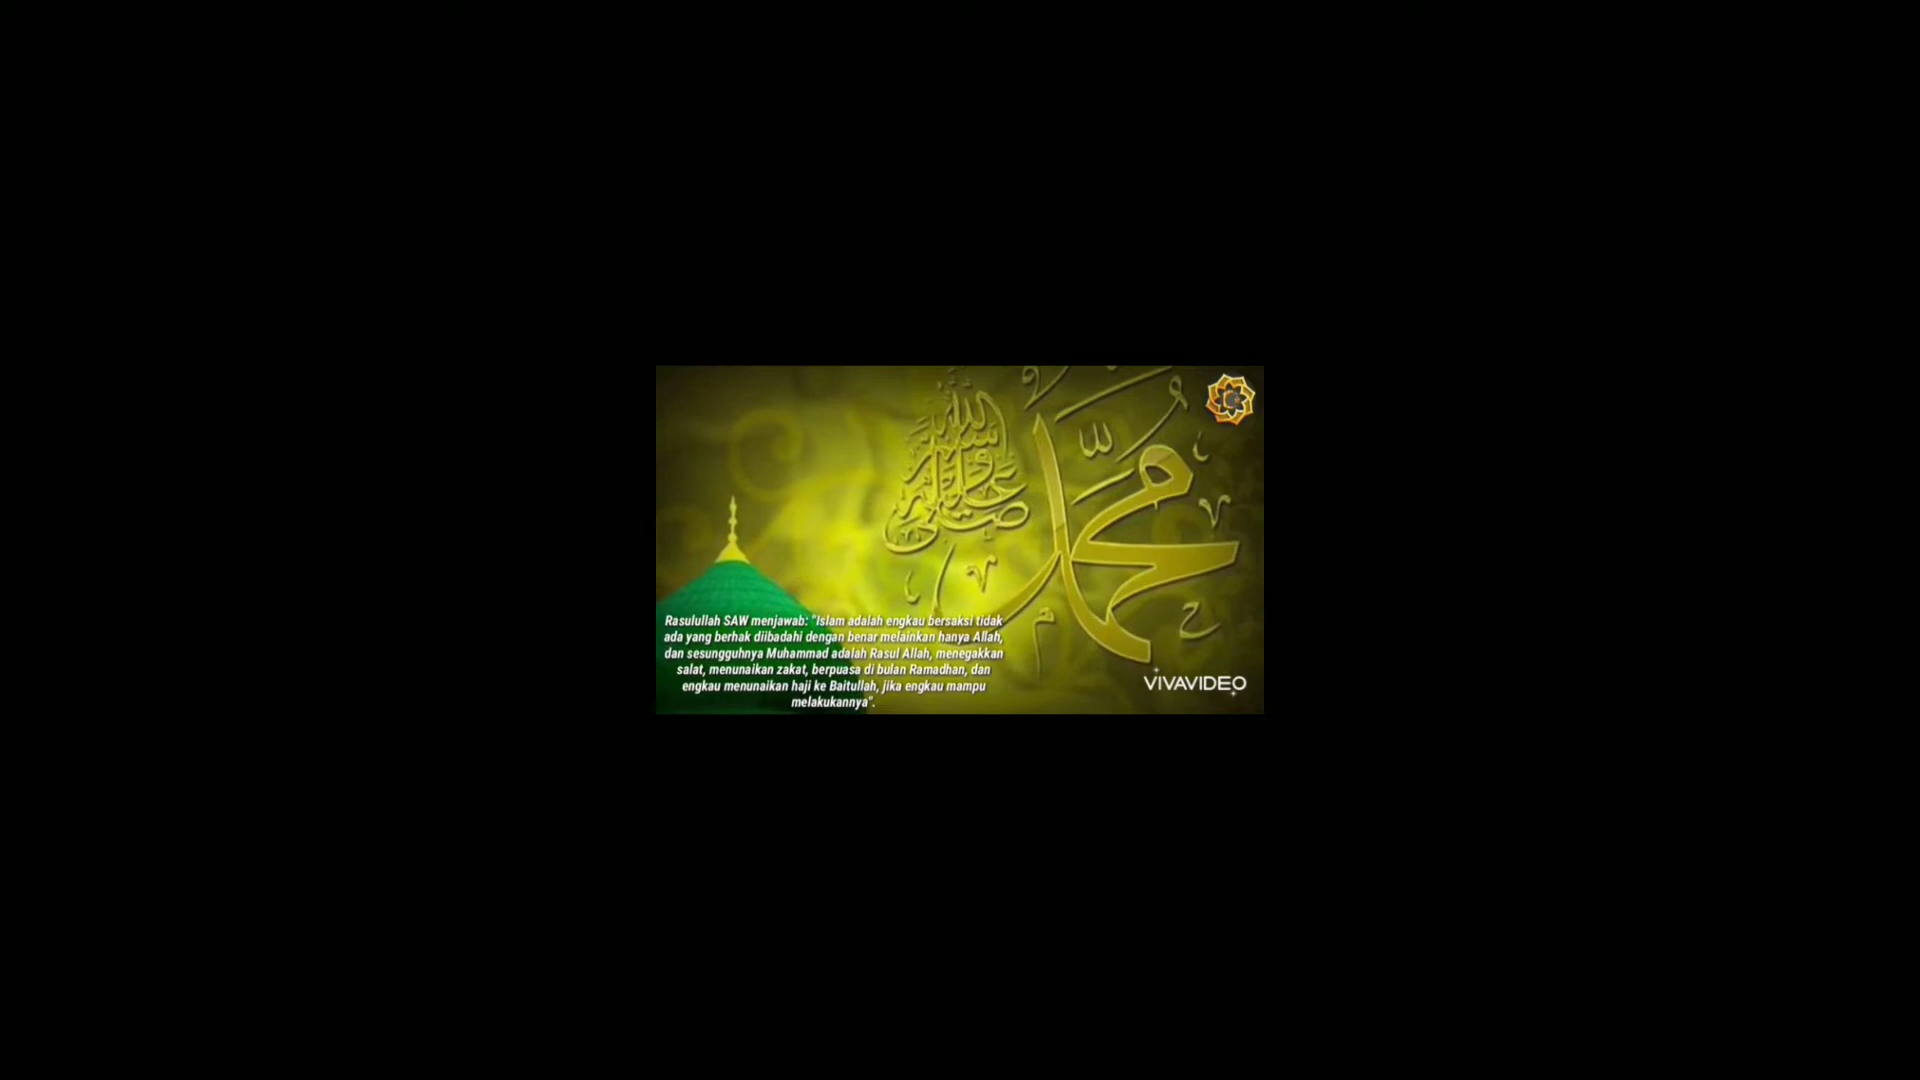 محمد
صلى الله عليه وسلم
Rasulullah SAW menjawab: "Islam adalah engkau bersaksi tidak
ada yang berhak diibadahi dengan benar melainkan hanya Allah,
dan sesungguhnya Muhammad adalah Rasul Allah, menegakkan
salat, menunaikan zakat, berpuasa di bulan Ramadhan, dan
engkau menunaikan haji ke Baitullah, jika engkau mampu
melakukannya".
VIVAVIDEO